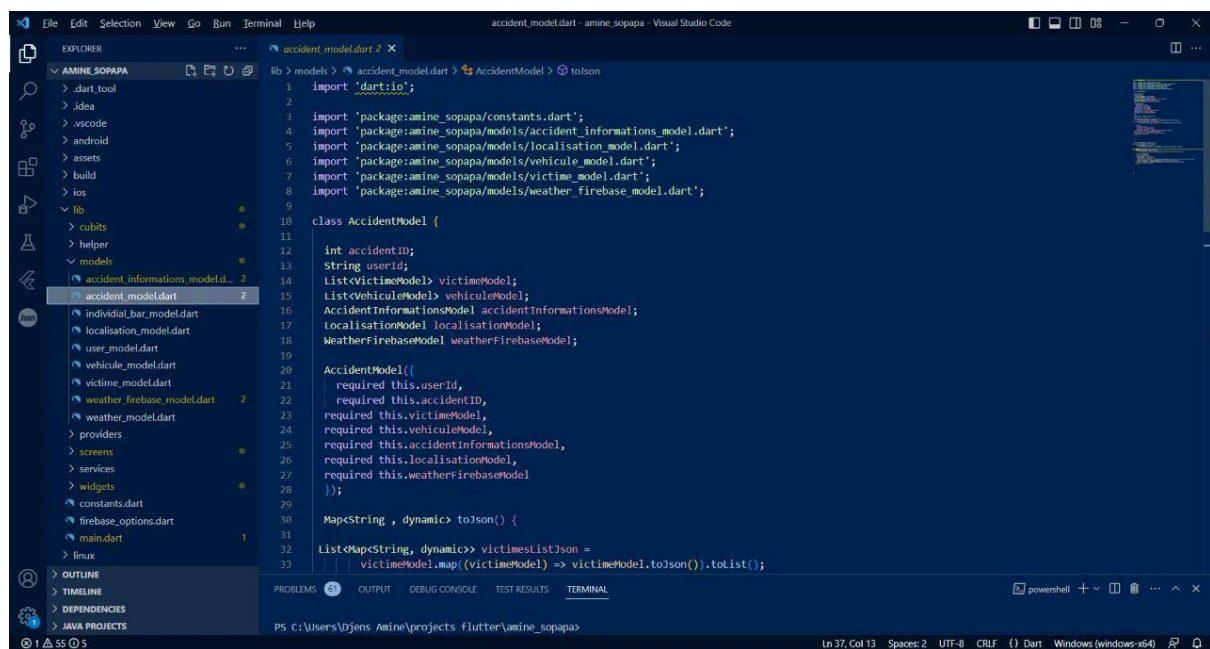 File Edit Selection View Go Run Terminal Help
accident_model.dart - amine_sopapa - Visual Studio Code
EXPLORER
AMINE_SOPAPA
.dart_tool
.idea
.vscode
android
assets
build
ios
lib
cubits
helper
models
accident_informations_model.d... 2
accident_model.dart 2
individial_bar_model.dart
localisation_model.dart
user_model.dart
vehicule_model.dart
victime_model.dart
weather_firebase_model.dart 2
weather_model.dart
providers
screens
services
widgets
constants.dart
firebase_options.dart
main.dart 1
linux
OUTLINE
TIMELINE
DEPENDENCIES
JAVA PROJECTS
Json
accident_model.dart 2
lib > models > accident_model.dart > AccidentModel > toJson
1 import 'dart:io';
2
3 import 'package:amine_sopapa/constants.dart';
4 import 'package:amine_sopapa/models/accident_informations_model.dart';
5 import 'package:amine_sopapa/models/localisation_model.dart';
6 import 'package:amine_sopapa/models/vehicule_model.dart';
7 import 'package:amine_sopapa/models/victime_model.dart';
8 import 'package:amine_sopapa/models/weather_firebase_model.dart';
9
10 class AccidentModel {
11
12 int accidentID;
13 String userId;
14 List<VictimeModel> victimeModel;
15 List<VehiculeModel> vehiculeModel;
16 AccidentInformationsModel accidentInformationsModel;
17 LocalisationModel localisationModel;
18 WeatherFirebaseModel weatherFirebaseModel;
19
20 AccidentModel({
21 required this.userId,
22 required this.accidentID,
23 required this.victimeModel,
24 required this.vehiculeModel,
25 required this.accidentInformationsModel,
26 required this.localisationModel,
27 required this.weatherFirebaseModel
28 });
29
30 Map<String , dynamic> toJson() {
31
32 List<Map<String, dynamic>> victimesListJson =
33 victimeModel.map((victimeModel) => victimeModel.toJson()).toList();
PROBLEMS 61 OUTPUT DEBUG CONSOLE TEST RESULTS TERMINAL
powershell
PS C:\Users\Djens Amine\projects flutter\amine_sopapa>
1 55 5
Ln 37, Col 13 Spaces: 2 UTF-8 CRLF {} Dart Windows (windows-x64)